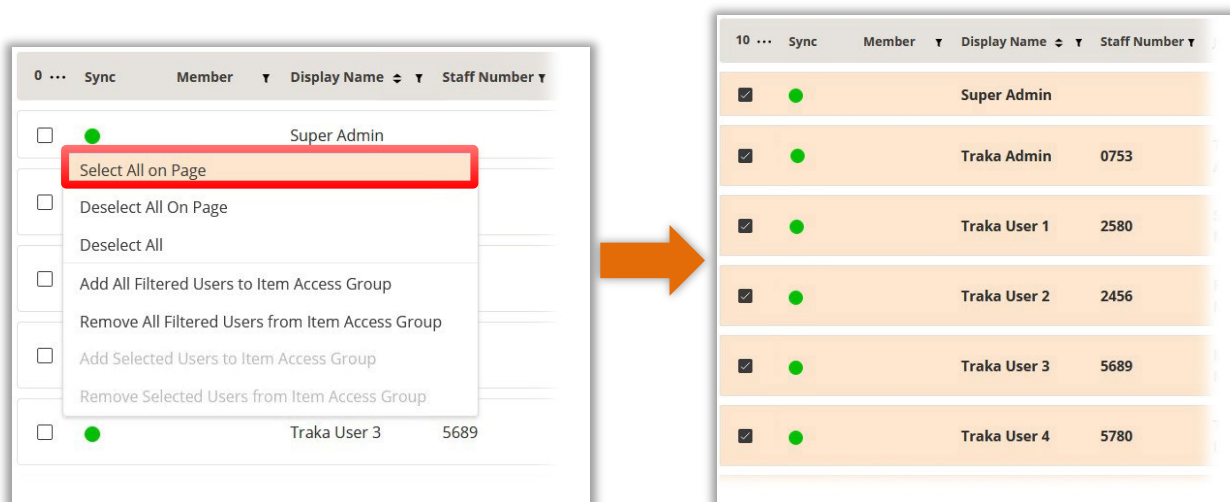 0 ... Sync Member Display Name Staff Number
Super Admin
Select All on Page
Deselect All On Page
Deselect All
Add All Filtered Users to Item Access Group
Remove All Filtered Users from Item Access Group
Add Selected Users to Item Access Group
Remove Selected Users from Item Access Group
Traka User 3 5689
10 ... Sync Member Display Name Staff Number
Super Admin
Traka Admin 0753
Traka User 1 2580
Traka User 2 2456
Traka User 3 5689
Traka User 4 5780